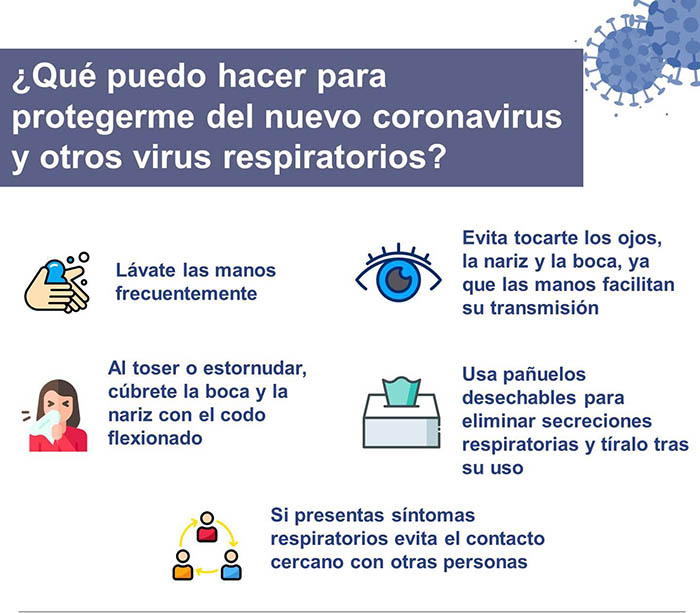 ¿Qué puedo hacer para
protegerme del nuevo coronavirus
y otros virus respiratorios?
Lávate las manos
frecuentemente
Evita tocarte los ojos,
la nariz y la boca, ya
que las manos facilitan
su transmisión
Al toser o estornudar,
cúbrete la boca y la
nariz con el codo
flexionado
Usa pañuelos
desechables para
eliminar secreciones
respiratorias y tíralo tras
su uso
Si presentas síntomas
respiratorios evita el contacto
cercano con otras personas